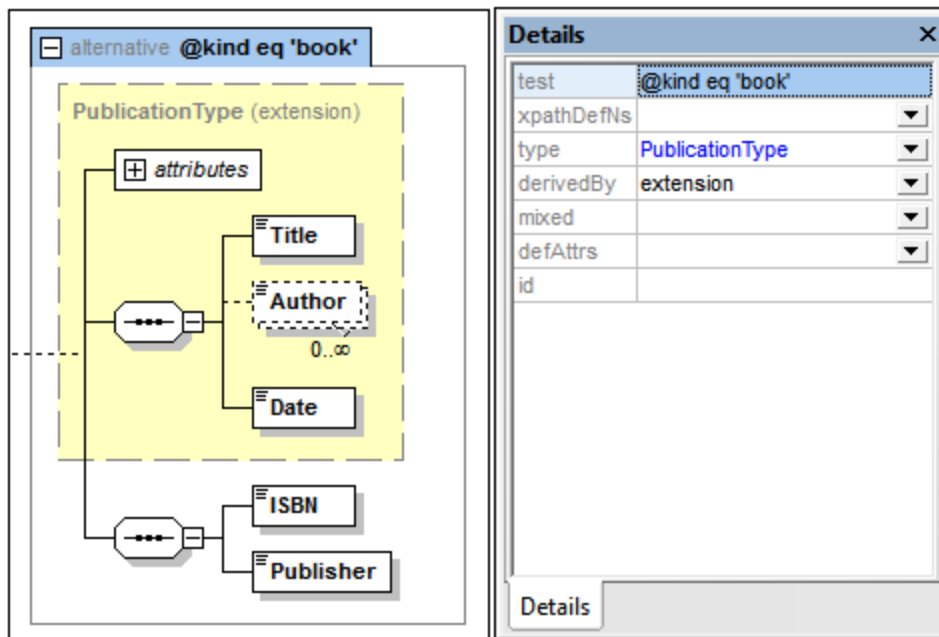 alternative @kind eq 'book'
PublicationType (extension)
attributes
Title
Author
0..∞
Date
ISBN
Publisher
Details
test @kind eq 'book'
xpathDefNs
type PublicationType
derivedBy extension
mixed
defAttrs
id
Details